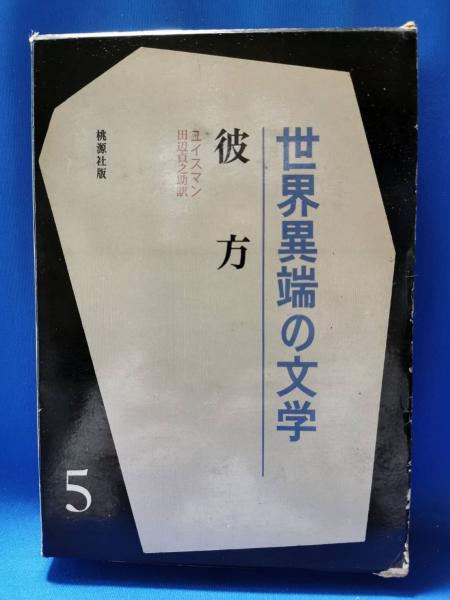 世界異端の文学
彼方
ユイスマン
田辺貞之助訳
桃源社版
5